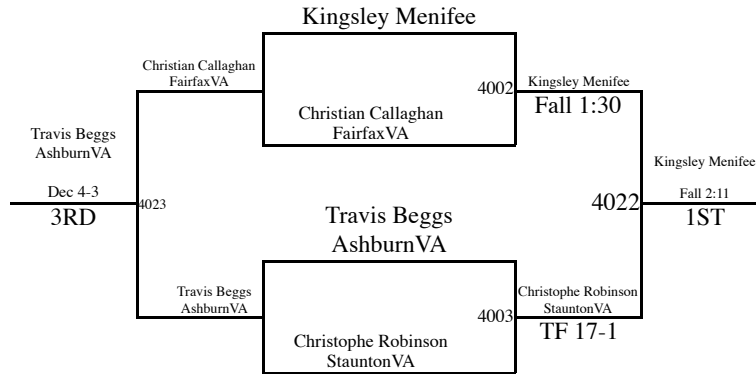 Kingsley Menifee
Christian Callaghan
FairfaxVA
4002
Kingsley Menifee
Fall 1:30
Christian Callaghan
FairfaxVA
Travis Beggs
AshburnVA
Dec 4-3
3RD
4023
4022
Kingsley Menifee
Fall 2:11
1ST
Travis Beggs
AshburnVA
Travis Beggs
AshburnVA
4003
Christophe Robinson
StauntonVA
TF 17-1
Christophe Robinson
StauntonVA